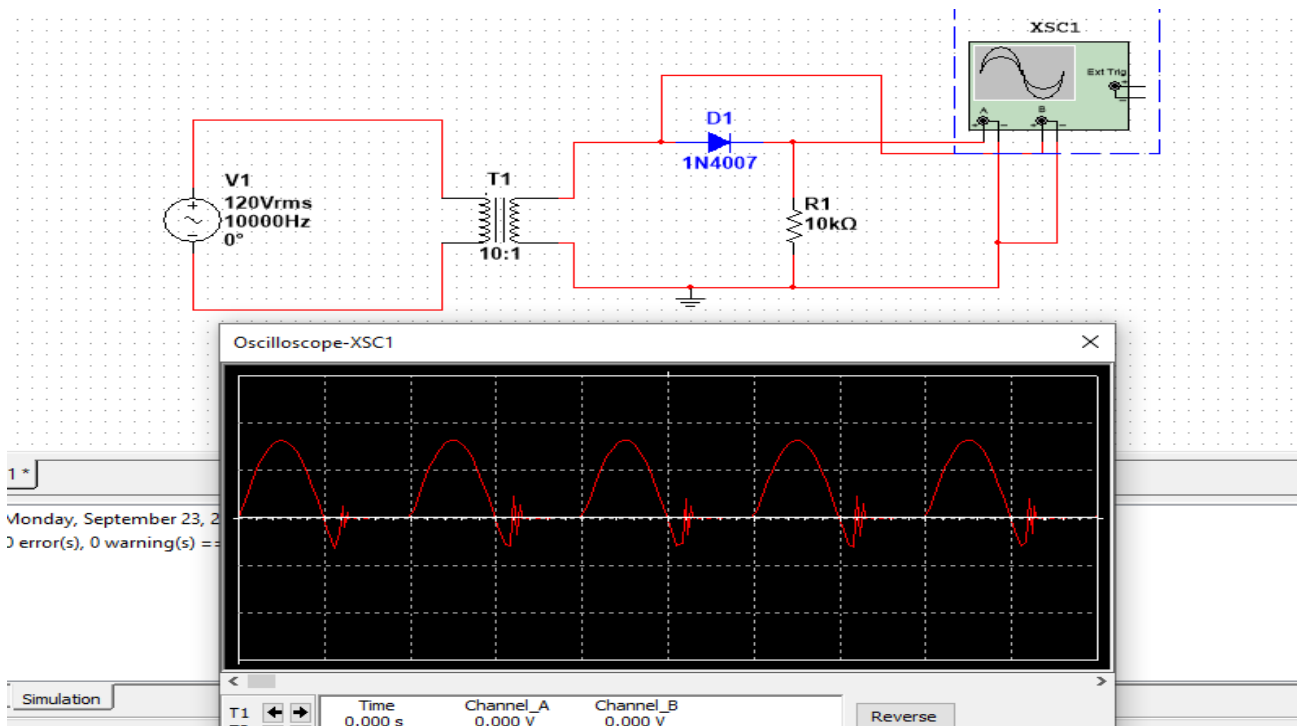 XSC1
Ext Trig
A
B
D1
1N4007
V1
120Vrms
10000Hz
0°
T1
10:1
R1
10kΩ
Oscilloscope-XSC1
1 *
Monday, September 23, 2
0 error(s), 0 warning(s) ==
Simulation
T1
Time
Channel_A
Channel_B
0.000 s
0.000 V
0.000 V
Reverse